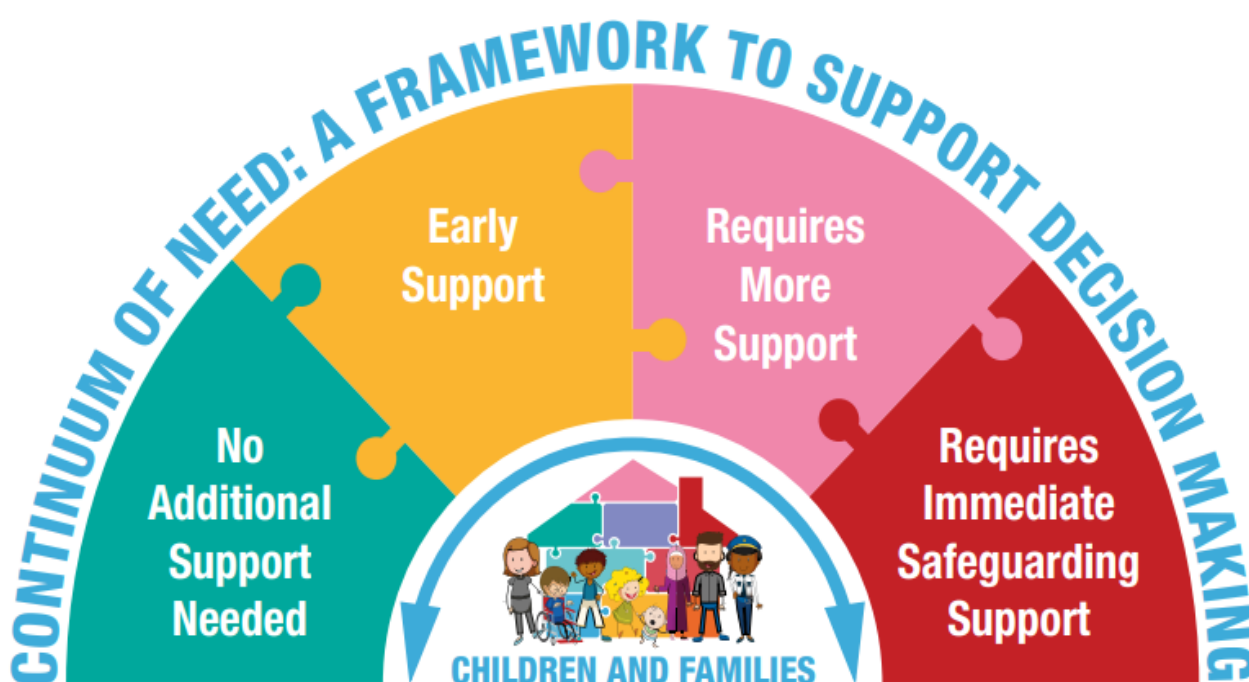 CONTINUUM OF NEED: A FRAMEWORK TO SUPPORT DECISION MAKING
No
Additional
Support
Needed
Early
Support
Requires
More
Support
Requires
Immediate
Safeguarding
Support
CHILDREN AND FAMILIES